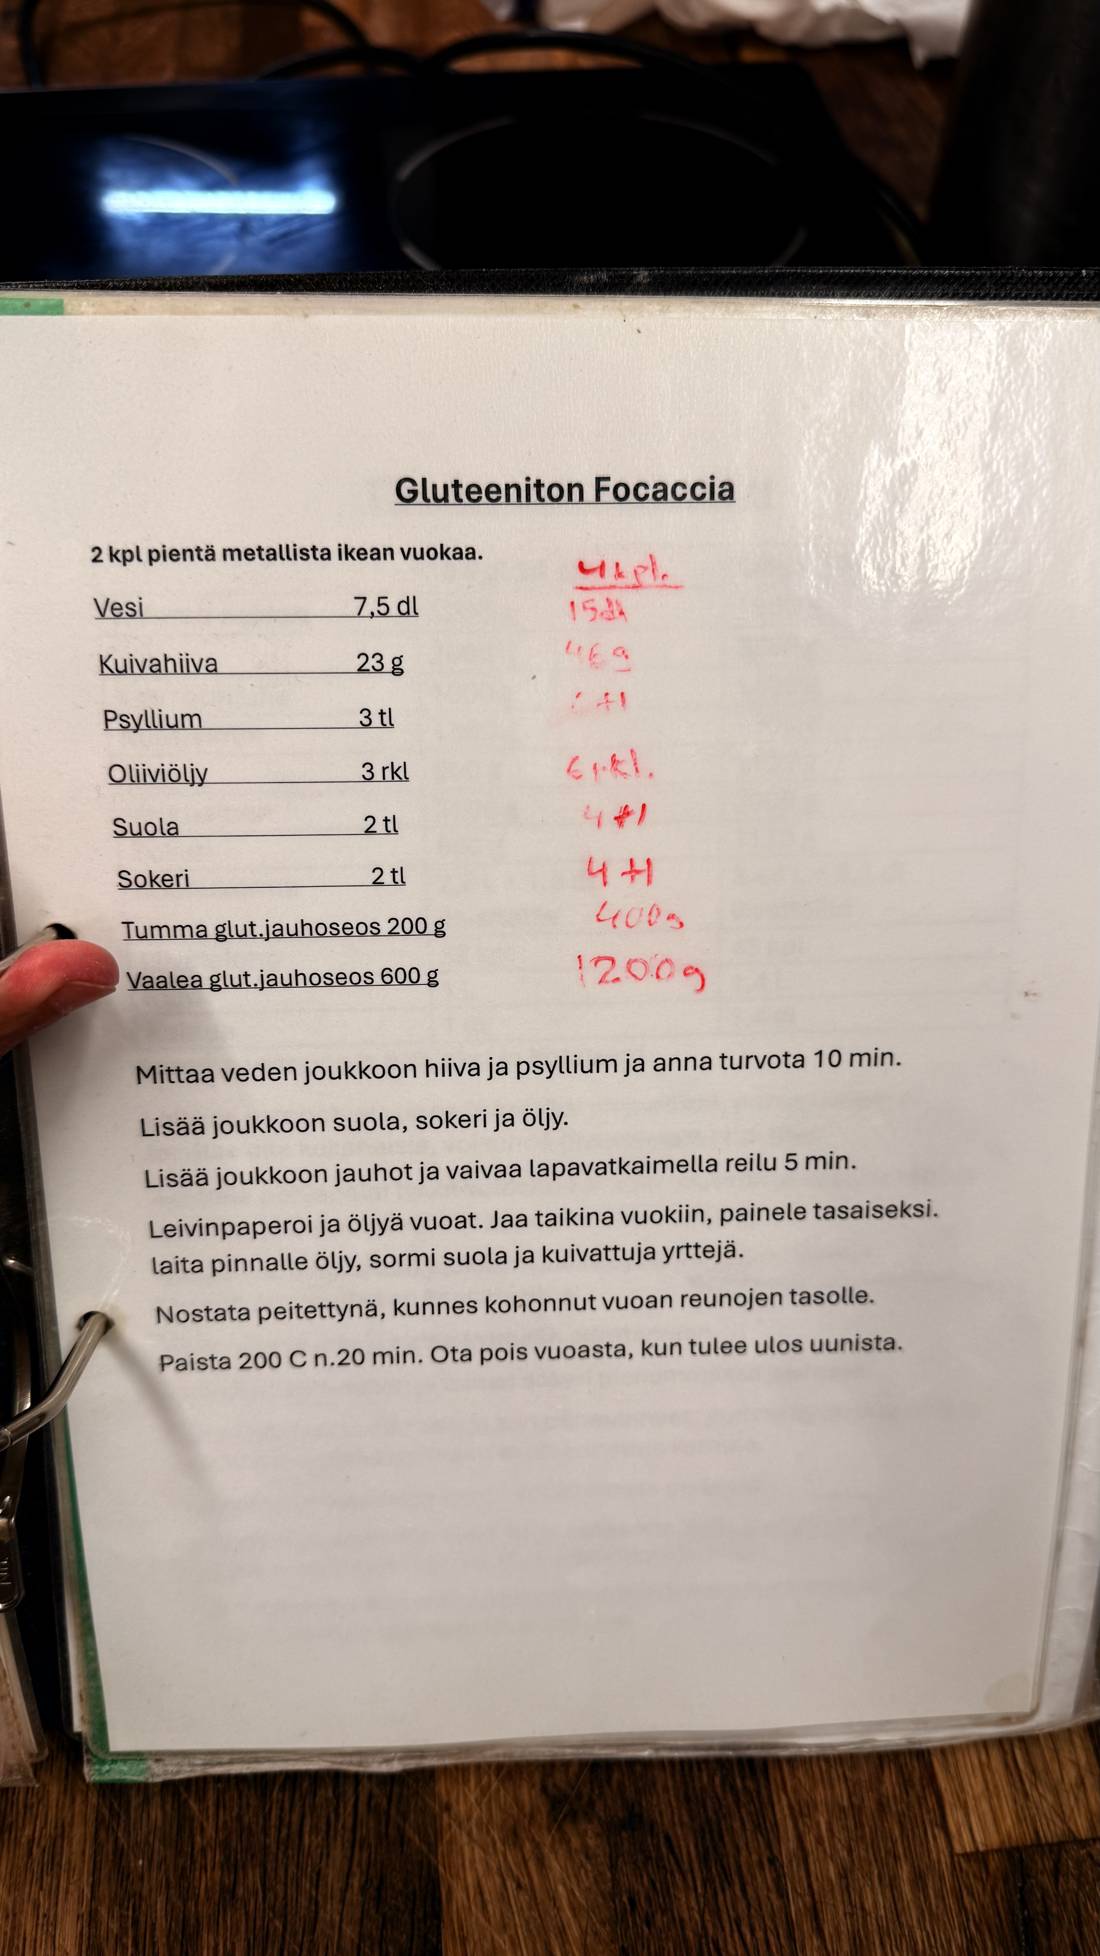 Gluteeniton Focaccia
2 kpl pientä metallista ikean vuokaa.
4 kpl.
Vesi 7,5 dl 15 dl
Kuivahiiva 23 g 46 g
Psyllium 3 tl tl
Oliiviöljy 3 rkl 6 rkl.
Suola 2 tl 4 tl
Sokeri 2 tl 4 tl
Tumma glut.jauhoseos 200 g 400g
Vaalea glut.jauhoseos 600 g 1200g
Mittaa veden joukkoon hiiva ja psyllium ja anna turvota 10 min.
Lisää joukkoon suola, sokeri ja öljy.
Lisää joukkoon jauhot ja vaivaa lapavatkaimella reilu 5 min.
Leivinpaperoi ja öljyä vuoat. Jaa taikina vuokiin, painele tasaiseksi.
laita pinnalle öljy, sormi suola ja kuivattuja yrttejä.
Nostata peitettynä, kunnes kohonnut vuoan reunojen tasolle.
Paista 200 C n.20 min. Ota pois vuoasta, kun tulee ulos uunista.